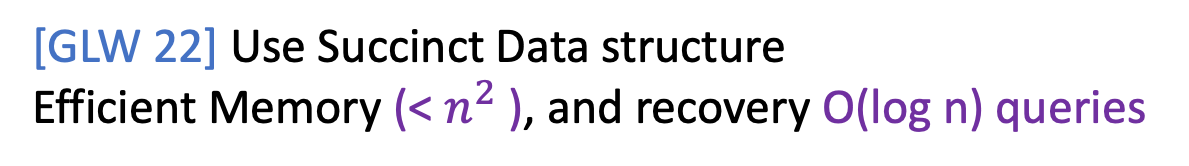 [GLW 22] Use Succinct Data structure
Efficient Memory (< n² ), and recovery O(log n) queries